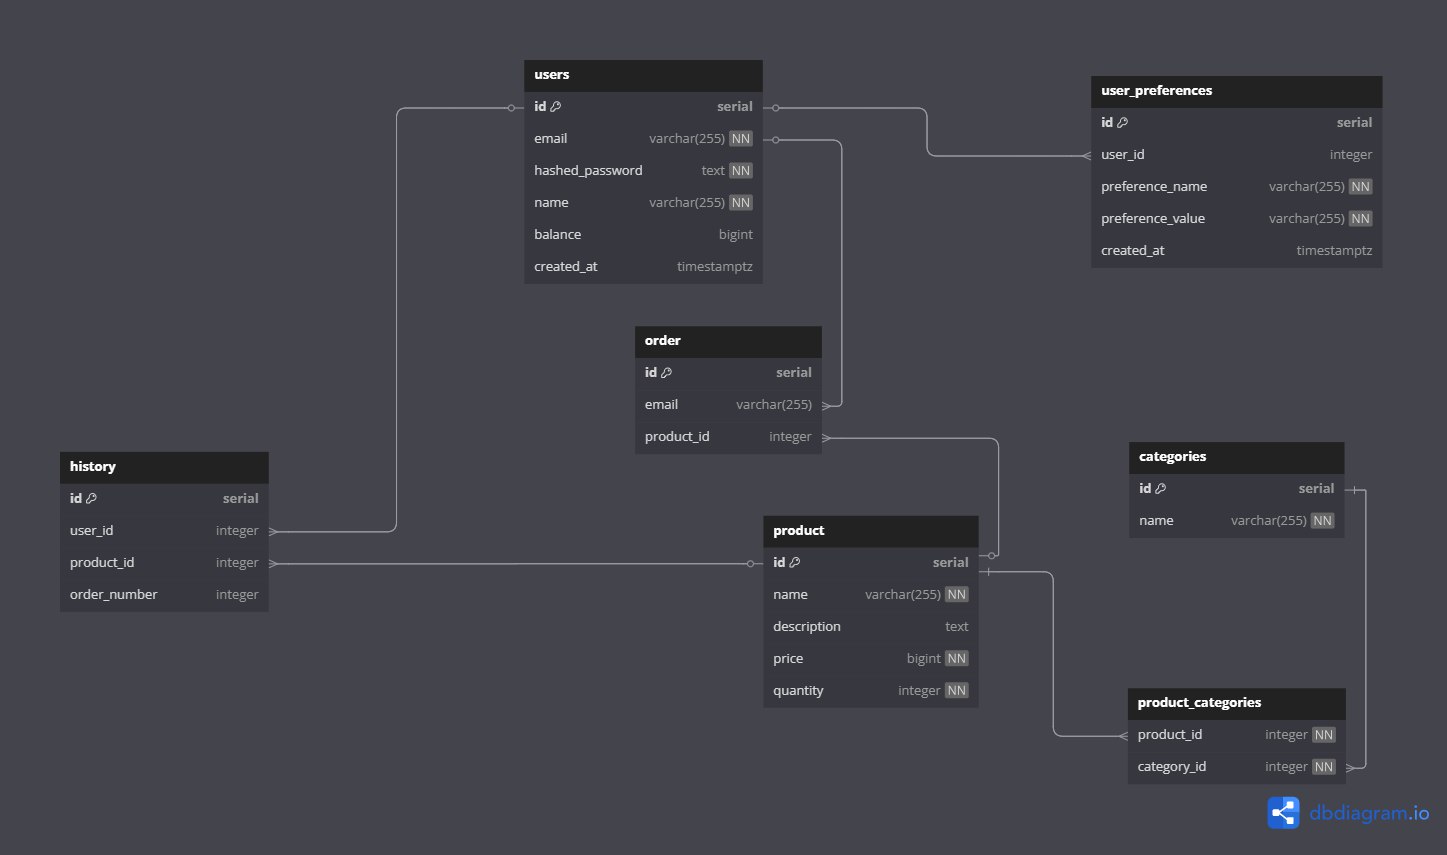 users
id serial
email varchar(255) NN
hashed_password text NN
name varchar(255) NN
balance bigint
created_at timestamptz
user_preferences
id serial
user_id integer
preference_name varchar(255) NN
preference_value varchar(255) NN
created_at timestamptz
order
id serial
email varchar(255)
product_id integer
history
id serial
user_id integer
product_id integer
order_number integer
product
id serial
name varchar(255) NN
description text
price bigint NN
quantity integer NN
categories
id serial
name varchar(255) NN
product_categories
product_id integer NN
category_id integer NN
dbdiagram.io